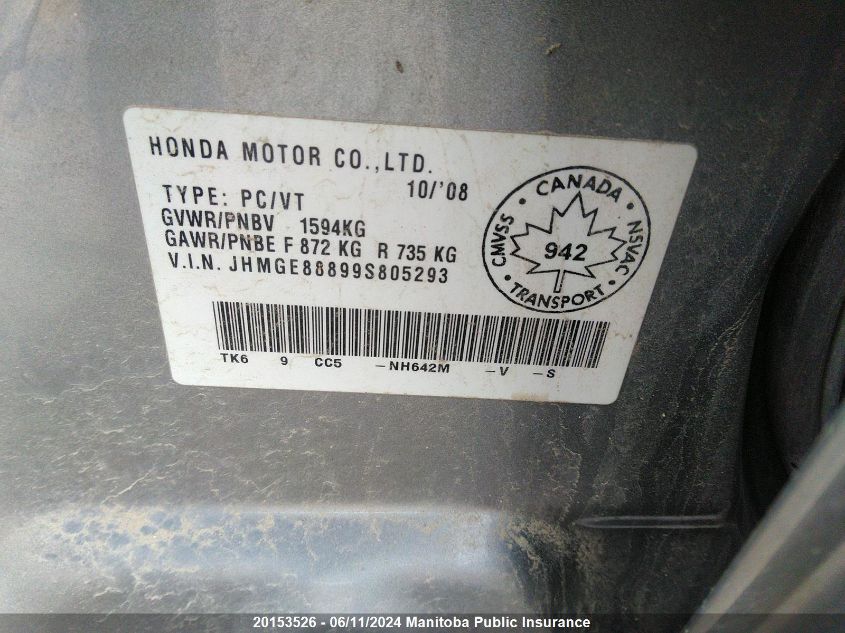 HONDA MOTOR CO.,LTD.
10/'08
TYPE: PC/VT
GVWR/PNBV 1594KG
GAWR/PNBE F 872 KG R 735 KG
V.I.N. JHMGE88899S805293
CANADA
CMVSS
NSVAC
942
TRANSPORT
TK6 9 CC5 -NH642M -V -S
20153526 - 06/11/2024 Manitoba Public Insurance